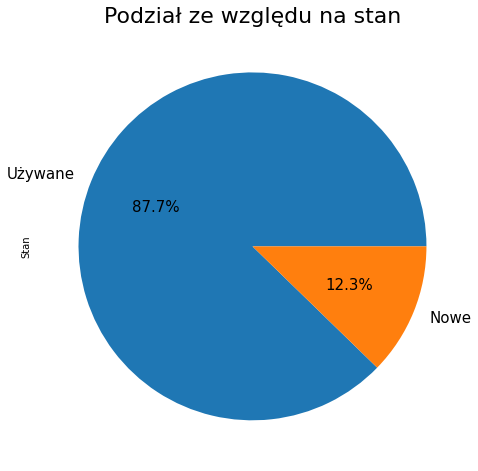 Podział ze względu na stan
Używane
87.7%
Stan
12.3%
Nowe